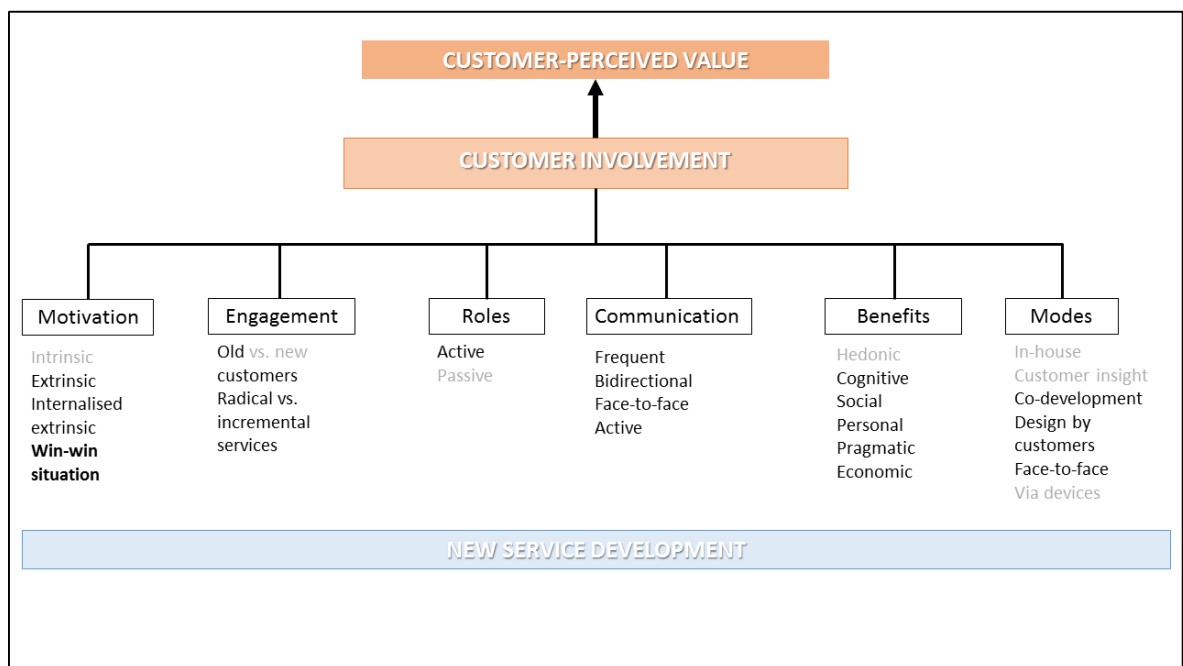 CUSTOMER-PERCEIVED VALUE
CUSTOMER INVOLVEMENT
Motivation
Intrinsic
Extrinsic
Internalised
extrinsic
Win-win
situation
Engagement
Old vs. new
customers
Radical vs.
incremental
services
Roles
Active
Passive
Communication
Frequent
Bidirectional
Face-to-face
Active
Benefits
Hedonic
Cognitive
Social
Personal
Pragmatic
Economic
Modes
In-house
Customer insight
Co-development
Design by
customers
Face-to-face
Via devices
NEW SERVICE DEVELOPMENT